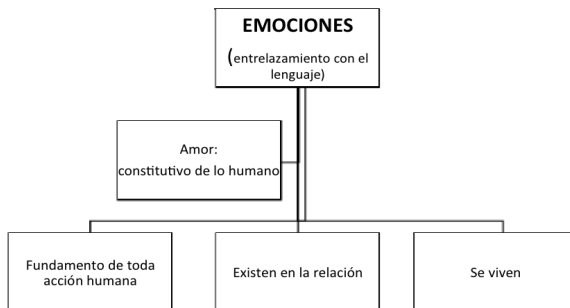 EMOCIONES
(entrelazamiento con el
lenguaje)
Amor:
constitutivo de lo humano
Fundamento de toda
acción humana
Existen en la relación
Se viven